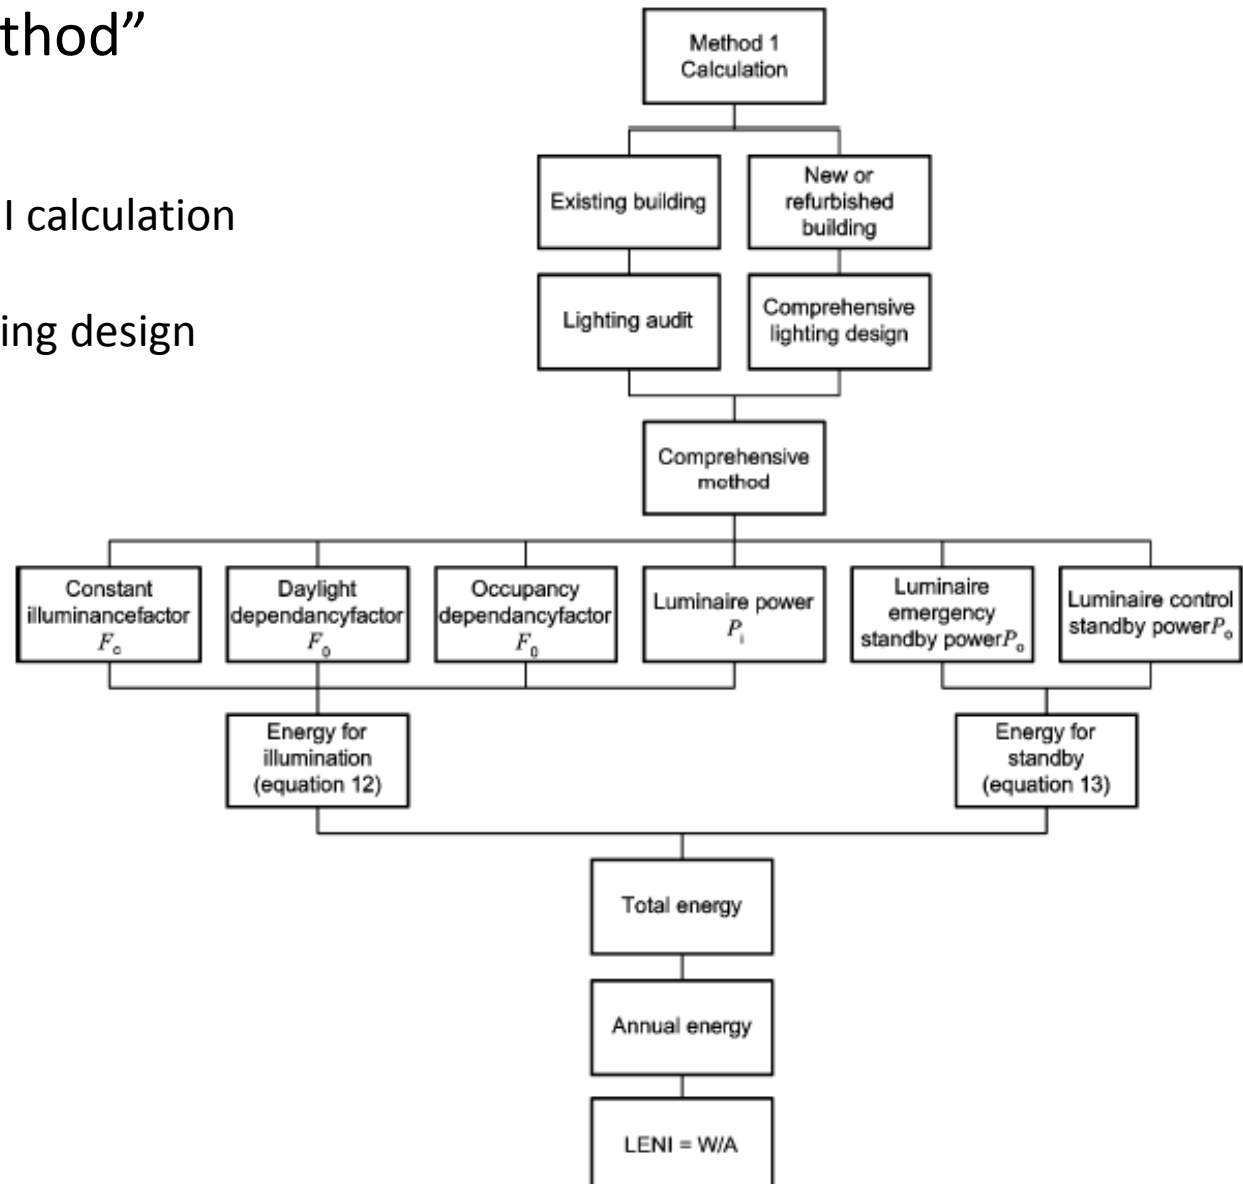 thod”
I calculation
ing design
Method 1
Calculation
Existing building
New or
refurbished
building
Lighting audit
Comprehensive
lighting design
Comprehensive
method
Constant
illuminancefactor
Fc
Daylight
dependancyfactor
F0
Occupancy
dependancyfactor
F0
Luminaire power
Pi
Luminaire
emergency
standby powerPo
Luminaire control
standby powerPo
Energy for
illumination
(equation 12)
Energy for
standby
(equation 13)
Total energy
Annual energy
LENI = W/A